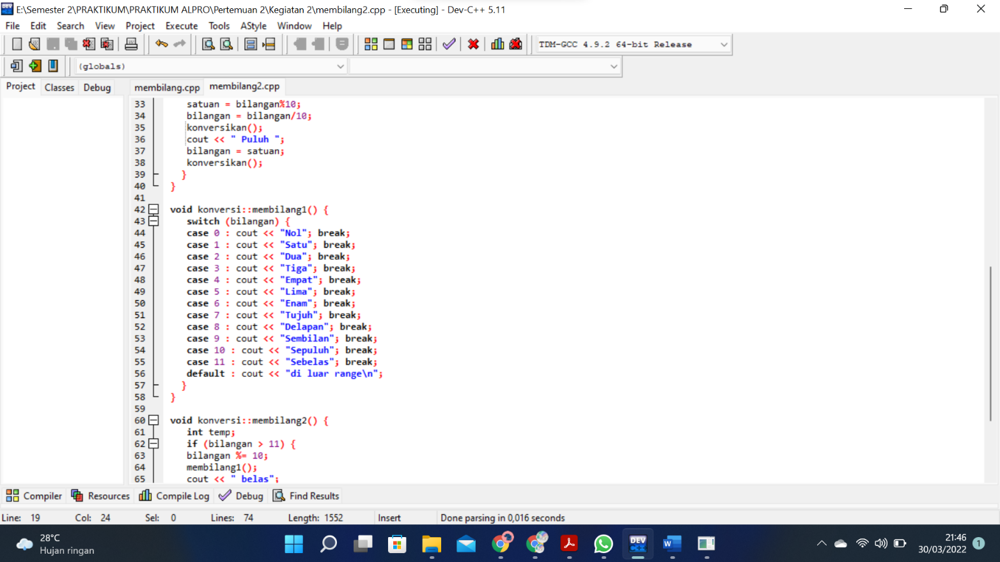 E:\Semester 2\PRAKTIKUM\PRAKTIKUM ALPRO\Pertemuan 2\Kegiatan 2\membilang2.cpp - [Executing] - Dev-C++ 5.11
File Edit Search View Project Execute Tools AStyle Window Help
TDM-GCC 4.9.2 64-bit Release
(globals)
Project Classes Debug membilang.cpp membilang2.cpp
33 satuan = bilangan%10;
34 bilangan = bilangan/10;
35 konversikan();
36 cout << " Puluh ";
37 bilangan = satuan;
38 konversikan();
39 }
40 }
41
42 void konversi::membilang1() {
43 switch (bilangan) {
44 case 0 : cout << "Nol"; break;
45 case 1 : cout << "Satu"; break;
46 case 2 : cout << "Dua"; break;
47 case 3 : cout << "Tiga"; break;
48 case 4 : cout << "Empat"; break;
49 case 5 : cout << "Lima"; break;
50 case 6 : cout << "Enam"; break;
51 case 7 : cout << "Tujuh"; break;
52 case 8 : cout << "Delapan"; break;
53 case 9 : cout << "Sembilan"; break;
54 case 10 : cout << "Sepuluh"; break;
55 case 11 : cout << "Sebelas"; break;
56 default : cout << "di luar range\n";
57 }
58 }
59
60 void konversi::membilang2() {
61 int temp;
62 if (bilangan > 11) {
63 bilangan %= 10;
64 membilang1();
65 cout << " belas";
Compiler Resources Compile Log Debug Find Results
Line: 19 Col: 24 Sel: 0 Lines: 74 Length: 1552 Insert Done parsing in 0,016 seconds
28°C
Hujan ringan
DEV C++
W
21:46
30/03/2022
1